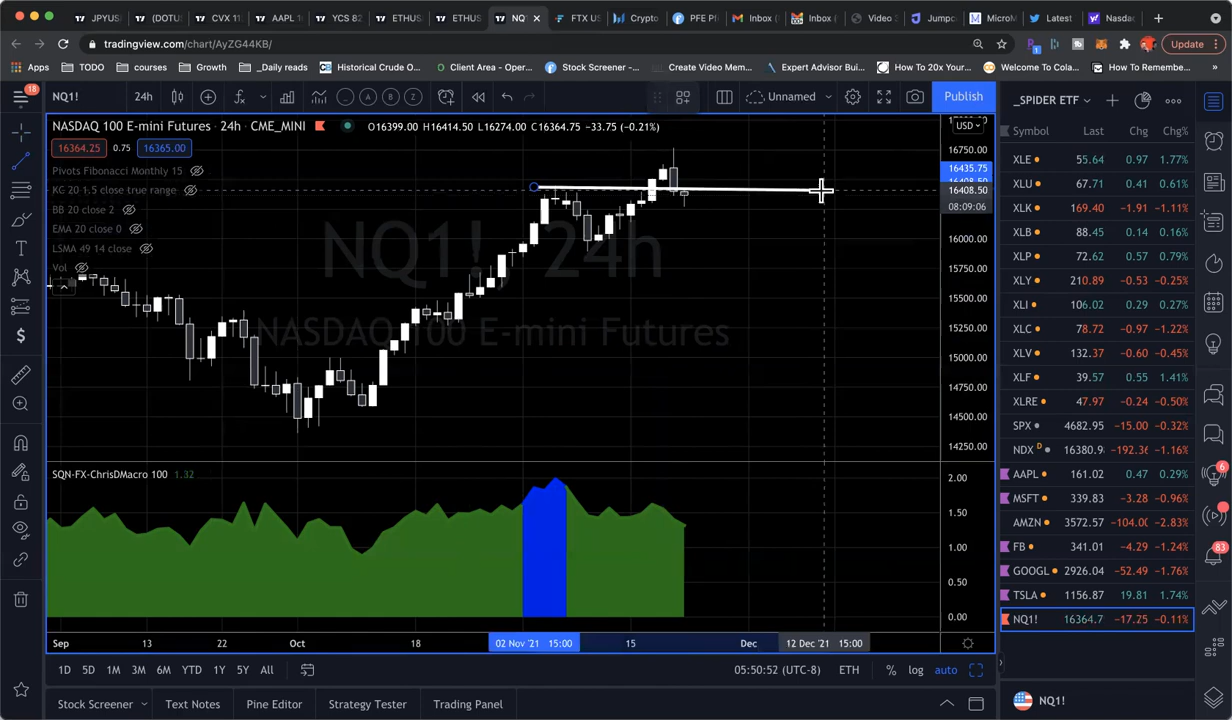 JPYUS
(DOTU
CVX 11
AAPL 1
YCS 82
ETHUS
ETHUS
NQ1
FTX US
Crypto
PFE Pf
Inbox (
Inbox (
Video
Jumpc
MicroM
Latest
Nasda
tradingview.com/chart/AyZG44KB/
Update
Apps
TODO
courses
Growth
_Daily reads
Historical Crude O...
Client Area - Oper...
Stock Screener -...
Create Video Mem...
Expert Advisor Bui...
How To 20x Your...
Welcome To Cola...
How To Remembe...
18
NQ1!
24h
Unnamed
Publish
_SPIDER ETF
NASDAQ 100 E-mini Futures · 24h · CME_MINI
O16399.00 H16414.50 L16274.00 C16364.75 −33.75 (−0.21%)
USD
Symbol Last Chg Chg%
16364.25 0.75 16365.00
Pivots Fibonacci Monthly 15
KC 20 1.5 close true range
BB 20 close 2
EMA 20 close 0
LSMA 49 14 close
Vol
NQ1!, 24h
NASDAQ 100 E-mini Futures
16750.00
16435.75
16408.50
16408.50
08:09:06
16000.00
15750.00
15500.00
15250.00
15000.00
14750.00
14500.00
14250.00
XLE 55.64 0.97 1.77%
XLU 67.71 0.41 0.61%
XLK 169.40 −1.91 −1.11%
XLB 88.45 0.14 0.16%
XLP 72.62 0.57 0.79%
XLY 210.89 −0.53 −0.25%
XLI 106.02 0.29 0.27%
XLC 78.72 −0.97 −1.22%
XLV 132.37 −0.60 −0.45%
XLF 39.57 0.55 1.41%
XLRE 47.97 −0.24 −0.50%
SPX 4682.95 −15.00 −0.32%
NDX D 16380.9 −192.36 −1.16%
AAPL 161.02 0.47 0.29%
MSFT 339.83 −3.28 −0.96%
AMZN 3572.57 −104.00 −2.83%
FB 341.01 −4.29 −1.24%
GOOGL 2926.04 −52.49 −1.76%
TSLA 1156.87 19.81 1.74%
NQ1! 16364.7 −17.25 −0.11%
6
83
SQN-FX-ChrisDMacro 100 1.32
2.00
1.50
1.00
0.50
0.00
Sep
13
22
Oct
18
02 Nov '21 15:00
15
Dec
12 Dec '21 15:00
1D
5D
1M
3M
6M
YTD
1Y
5Y
All
05:50:52 (UTC-8)
ETH
%
log
auto
Stock Screener
Text Notes
Pine Editor
Strategy Tester
Trading Panel
NQ1!